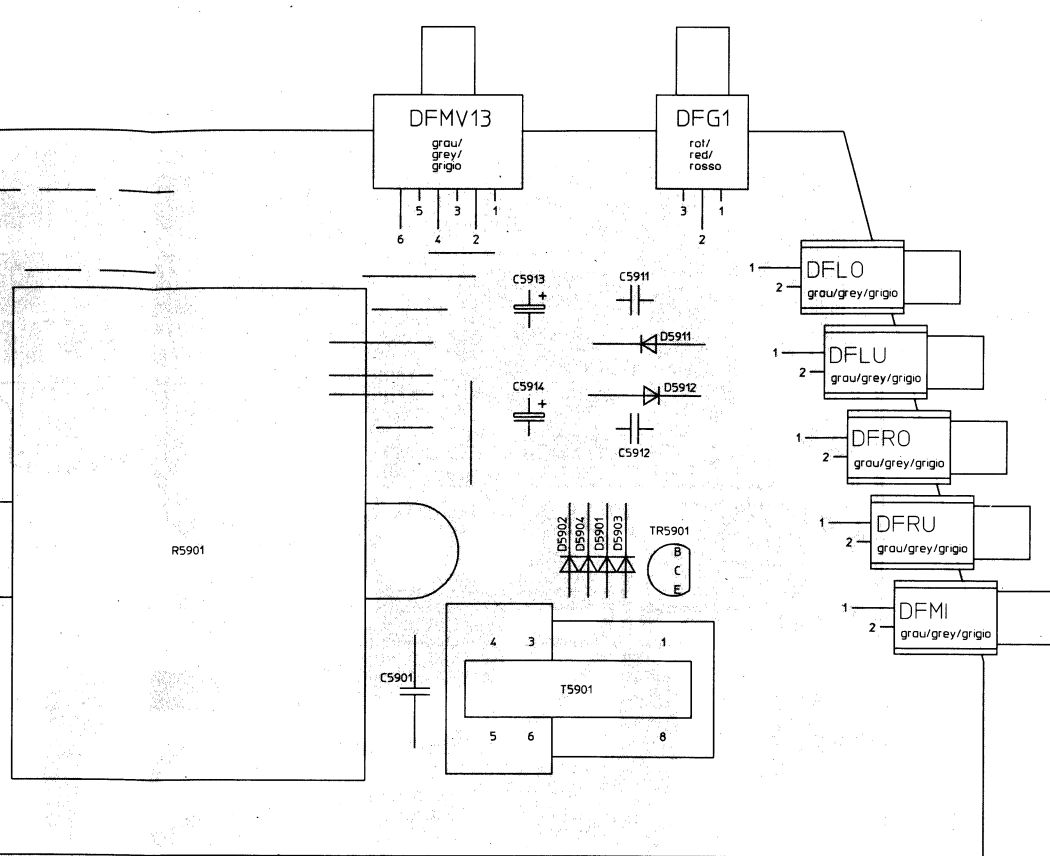 DFMV13
grau/
grey/
grigio
5
3
1
6
4
2
DFG1
rot/
red/
rosso
3
1
2
DFLO
grau/grey/grigio
1
2
DFLU
grau/grey/grigio
1
2
DFRO
grau/grey/grigio
1
2
DFRU
grau/grey/grigio
1
2
DFMI
grau/grey/grigio
1
2
C5913
+
C5911
D5911
C5914
+
D5912
C5912
D5902
D5904
D5901
D5903
TR5901
B
C
E
R5901
C5901
4 3 1
T5901
5 6 8